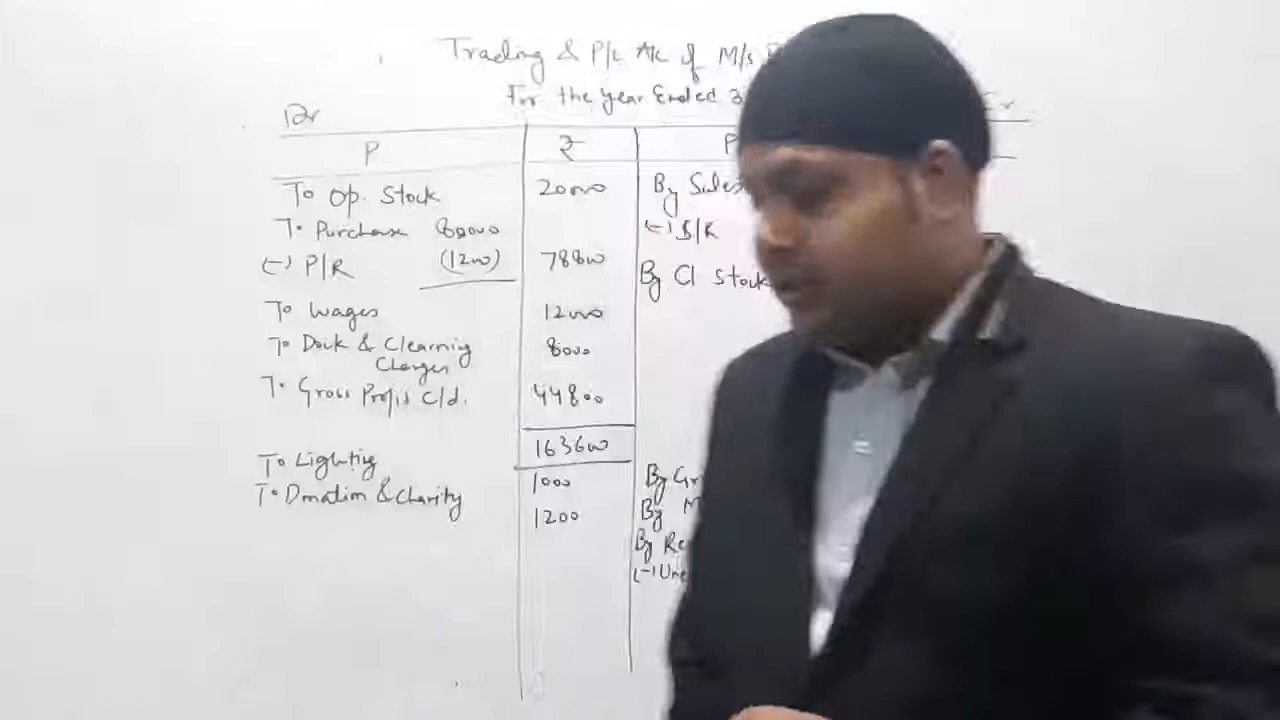 Trading & P/L A/c of M/s
For the Year Ended 3
Dr Cr
P ₹ P
To Op. Stock 20000 By Sales
To Purchase 80000 (-) S/R
(-) P/R (1200) 78800 By Cl Stock
To Wages 12000
To Dock & Clearning 8000
Charges
To Gross Profit C/d. 44800
163600
To Lighting 1000 By Gr
To Donation & Charity 1200 By M
By Re
(-) Une